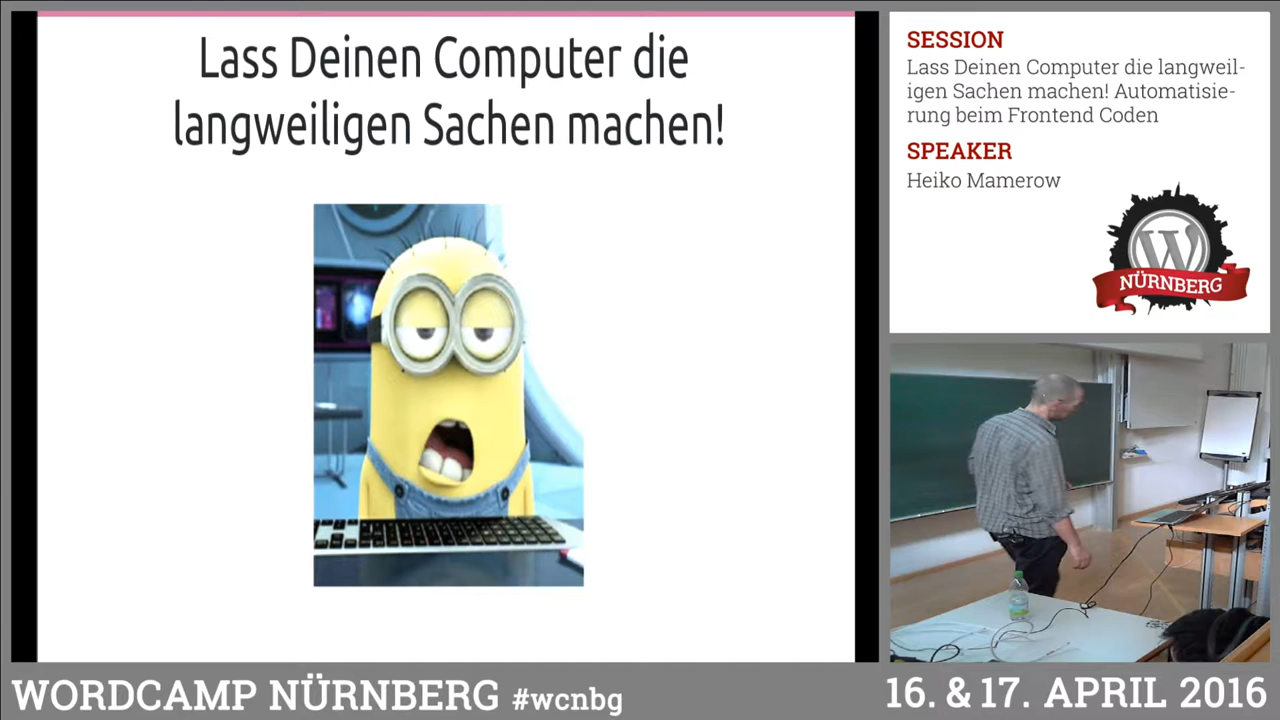 Lass Deinen Computer die
langweiligen Sachen machen!
SESSION
Lass Deinen Computer die langweil-
igen Sachen machen! Automatisie-
rung beim Frontend Coden
SPEAKER
Heiko Mamerow
W
NÜRNBERG
WORDCAMP NÜRNBERG #wcnbg
16. & 17. APRIL 2016